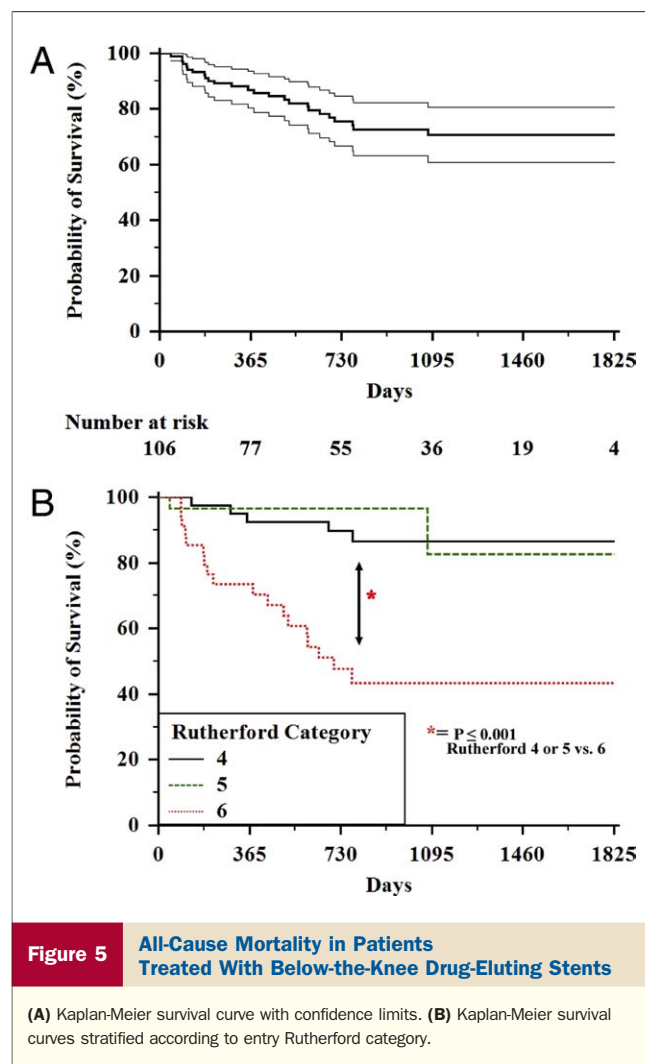 A
Probability of Survival (%)
100
80
60
40
20
0
0 365 730 1095 1460 1825
Days
Number at risk
106 77 55 36 19 4
B
Probability of Survival (%)
100
80
60
40
20
0
*
Rutherford Category
4
5
6
*= P ≤ 0.001
Rutherford 4 or 5 vs. 6
0 365 730 1095 1460 1825
Days
Figure 5
All-Cause Mortality in Patients
Treated With Below-the-Knee Drug-Eluting Stents
(A) Kaplan-Meier survival curve with confidence limits. (B) Kaplan-Meier survival
curves stratified according to entry Rutherford category.